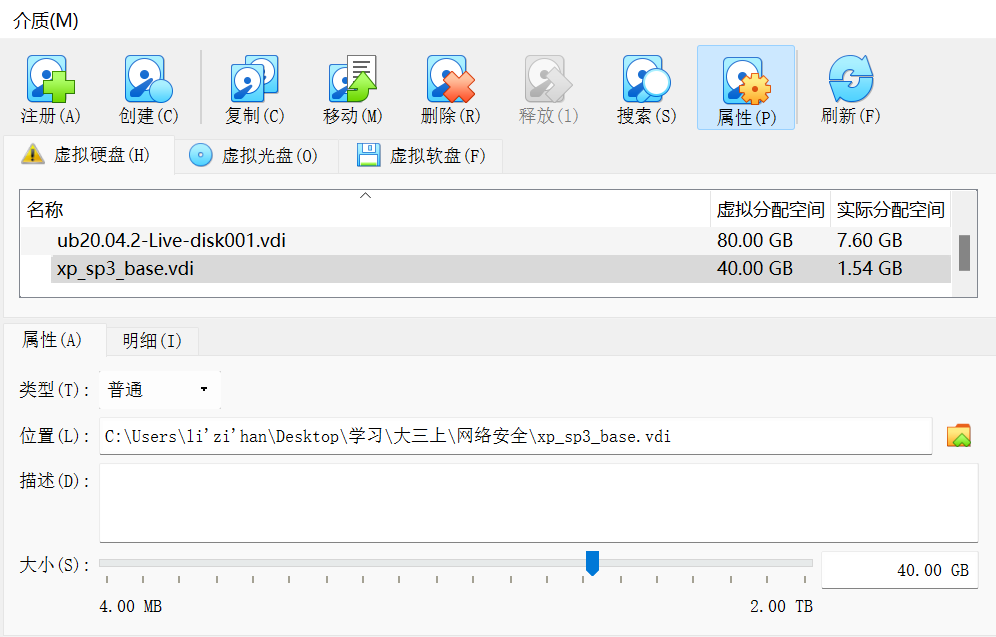 介质(M)
注册(A) 创建(C) 复制(C) 移动(M) 删除(R) 释放(1) 搜索(S) 属性(P) 刷新(F)
虚拟硬盘(H) 虚拟光盘(O) 虚拟软盘(F)
名称 虚拟分配空间 实际分配空间
ub20.04.2-Live-disk001.vdi 80.00 GB 7.60 GB
xp_sp3_base.vdi 40.00 GB 1.54 GB
属性(A) 明细(I)
类型(T): 普通
位置(L): C:\Users\li'zi'han\Desktop\学习\大三上\网络安全\xp_sp3_base.vdi
描述(D):
大小(S): 40.00 GB
4.00 MB 2.00 TB